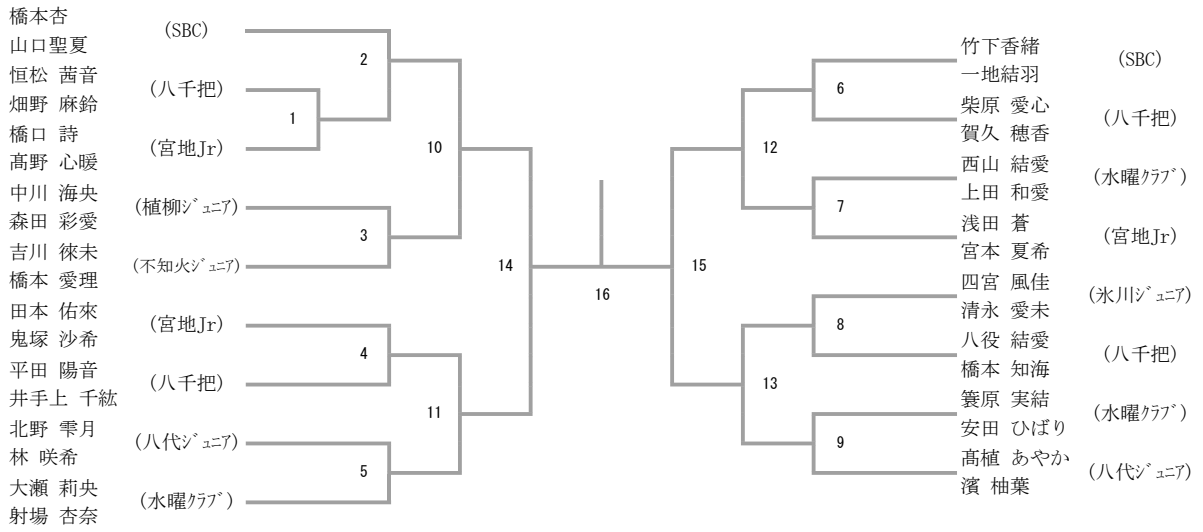 橋本杏
山口聖夏
(SBC)
恒松 茜音
畑野 麻鈴
(八千把)
橋口 詩
髙野 心暖
(宮地Jr)
中川 海央
森田 彩愛
(植柳ｼﾞｭﾆｱ)
吉川 徠未
橋本 愛理
(不知火ｼﾞｭﾆｱ)
田本 佑來
鬼塚 沙希
(宮地Jr)
平田 陽音
井手上 千紘
(八千把)
北野 雫月
林 咲希
(八代ｼﾞｭﾆｱ)
大瀬 莉央
射場 杏奈
(水曜ｸﾗﾌﾞ)
1
2
3
4
5
10
11
14
16
15
12
13
6
7
8
9
竹下香緒
一地結羽
(SBC)
柴原 愛心
賀久 穂香
(八千把)
西山 結愛
上田 和愛
(水曜ｸﾗﾌﾞ)
浅田 蒼
宮本 夏希
(宮地Jr)
四宮 風佳
清永 愛未
(氷川ｼﾞｭﾆｱ)
八役 結愛
橋本 知海
(八千把)
簑原 実結
安田 ひばり
(水曜ｸﾗﾌﾞ)
髙植 あやか
濱 柚葉
(八代ｼﾞｭﾆｱ)